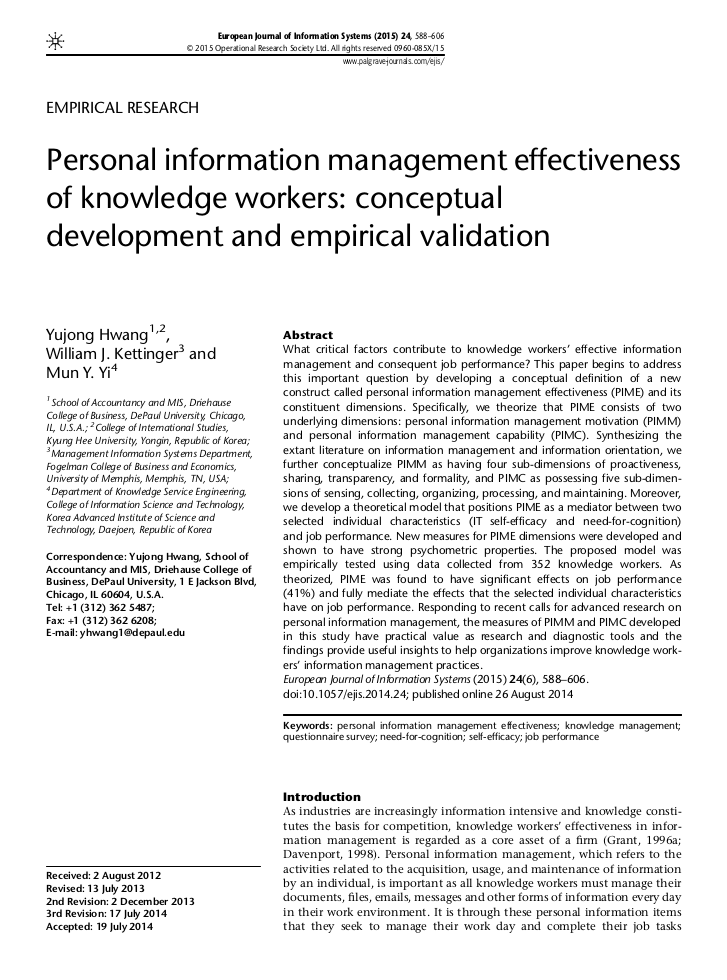 European Journal of Information Systems (2015) 24, 588–606
© 2015 Operational Research Society Ltd. All rights reserved 0960-085X/15
www.palgrave-journals.com/ejis/
EMPIRICAL RESEARCH
Personal information management effectiveness
of knowledge workers: conceptual
development and empirical validation
Yujong Hwang1,2,
William J. Kettinger3 and
Mun Y. Yi4
1School of Accountancy and MIS, Driehause
College of Business, DePaul University, Chicago,
IL, U.S.A.; 2College of International Studies,
Kyung Hee University, Yongin, Republic of Korea;
3Management Information Systems Department,
Fogelman College of Business and Economics,
University of Memphis, Memphis, TN, USA;
4Department of Knowledge Service Engineering,
College of Information Science and Technology,
Korea Advanced Institute of Science and
Technology, Daejoen, Republic of Korea
Correspondence: Yujong Hwang, School of
Accountancy and MIS, Driehause College of
Business, DePaul University, 1 E Jackson Blvd,
Chicago, IL 60604, U.S.A.
Tel: +1 (312) 362 5487;
Fax: +1 (312) 362 6208;
E-mail: yhwang1@depaul.edu
Received: 2 August 2012
Revised: 13 July 2013
2nd Revision: 2 December 2013
3rd Revision: 17 July 2014
Accepted: 19 July 2014
Abstract
What critical factors contribute to knowledge workers’ effective information
management and consequent job performance? This paper begins to address
this important question by developing a conceptual definition of a new
construct called personal information management effectiveness (PIME) and its
constituent dimensions. Specifically, we theorize that PIME consists of two
underlying dimensions: personal information management motivation (PIMM)
and personal information management capability (PIMC). Synthesizing the
extant literature on information management and information orientation, we
further conceptualize PIMM as having four sub-dimensions of proactiveness,
sharing, transparency, and formality, and PIMC as possessing five sub-dimen-
sions of sensing, collecting, organizing, processing, and maintaining. Moreover,
we develop a theoretical model that positions PIME as a mediator between two
selected individual characteristics (IT self-efficacy and need-for-cognition)
and job performance. New measures for PIME dimensions were developed and
shown to have strong psychometric properties. The proposed model was
empirically tested using data collected from 352 knowledge workers. As
theorized, PIME was found to have significant effects on job performance
(41%) and fully mediate the effects that the selected individual characteristics
have on job performance. Responding to recent calls for advanced research on
personal information management, the measures of PIMM and PIMC developed
in this study have practical value as research and diagnostic tools and the
findings provide useful insights to help organizations improve knowledge work-
ers’ information management practices.
European Journal of Information Systems (2015) 24(6), 588–606.
doi:10.1057/ejis.2014.24; published online 26 August 2014
Keywords: personal information management effectiveness; knowledge management;
questionnaire survey; need-for-cognition; self-efficacy; job performance
Introduction
As industries are increasingly information intensive and knowledge consti-
tutes the basis for competition, knowledge workers’ effectiveness in infor-
mation management is regarded as a core asset of a firm (Grant, 1996a;
Davenport, 1998). Personal information management, which refers to the
activities related to the acquisition, usage, and maintenance of information
by an individual, is important as all knowledge workers must manage their
documents, files, emails, messages and other forms of information every day
in their work environment. It is through these personal information items
that they seek to manage their work day and complete their job tasks